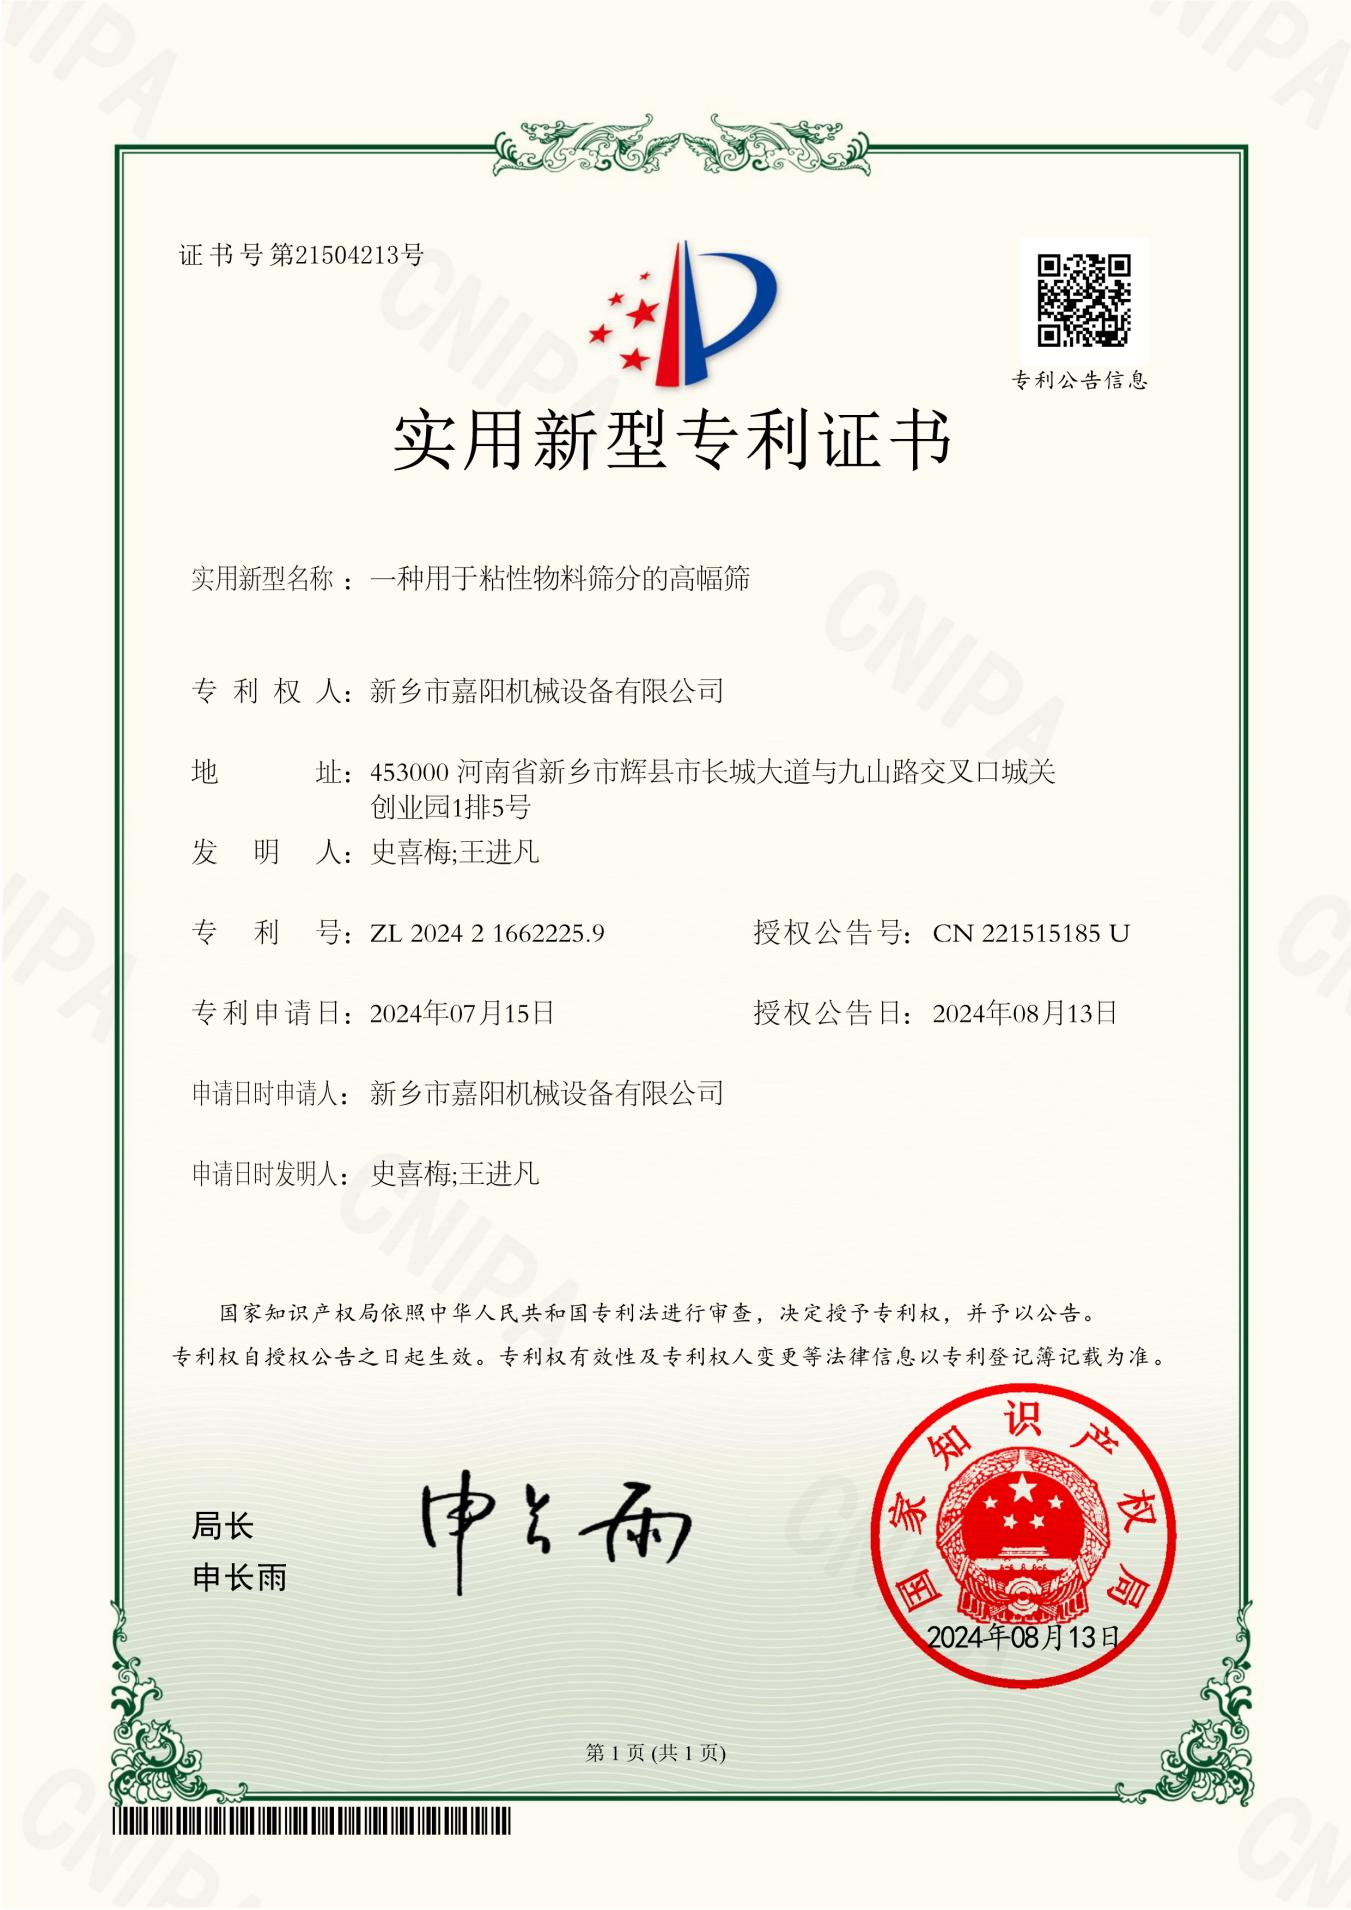 证书号第21504213号
专利公告信息
实用新型专利证书
实用新型名称：一种用于粘性物料筛分的高幅筛
专利权人：新乡市嘉阳机械设备有限公司
地址：453000 河南省新乡市辉县市长城大道与九山路交叉口城关
创业园1排5号
发明人：史喜梅;王进凡
专利号：ZL 2024 2 1662225.9 授权公告号：CN 221515185 U
专利申请日：2024年07月15日 授权公告日：2024年08月13日
申请日时申请人：新乡市嘉阳机械设备有限公司
申请日时发明人：史喜梅;王进凡
国家知识产权局依照中华人民共和国专利法进行审查，决定授予专利权，并予以公告。
专利权自授权公告之日起生效。专利权有效性及专利权人变更等法律信息以专利登记簿记载为准。
局长
申长雨
申长雨
国家知识产权局
2024年08月13日
第 1 页 (共 1 页)
CNIPA
CNIPA
CNIPA
CNIPA
CNIPA
CNIPA